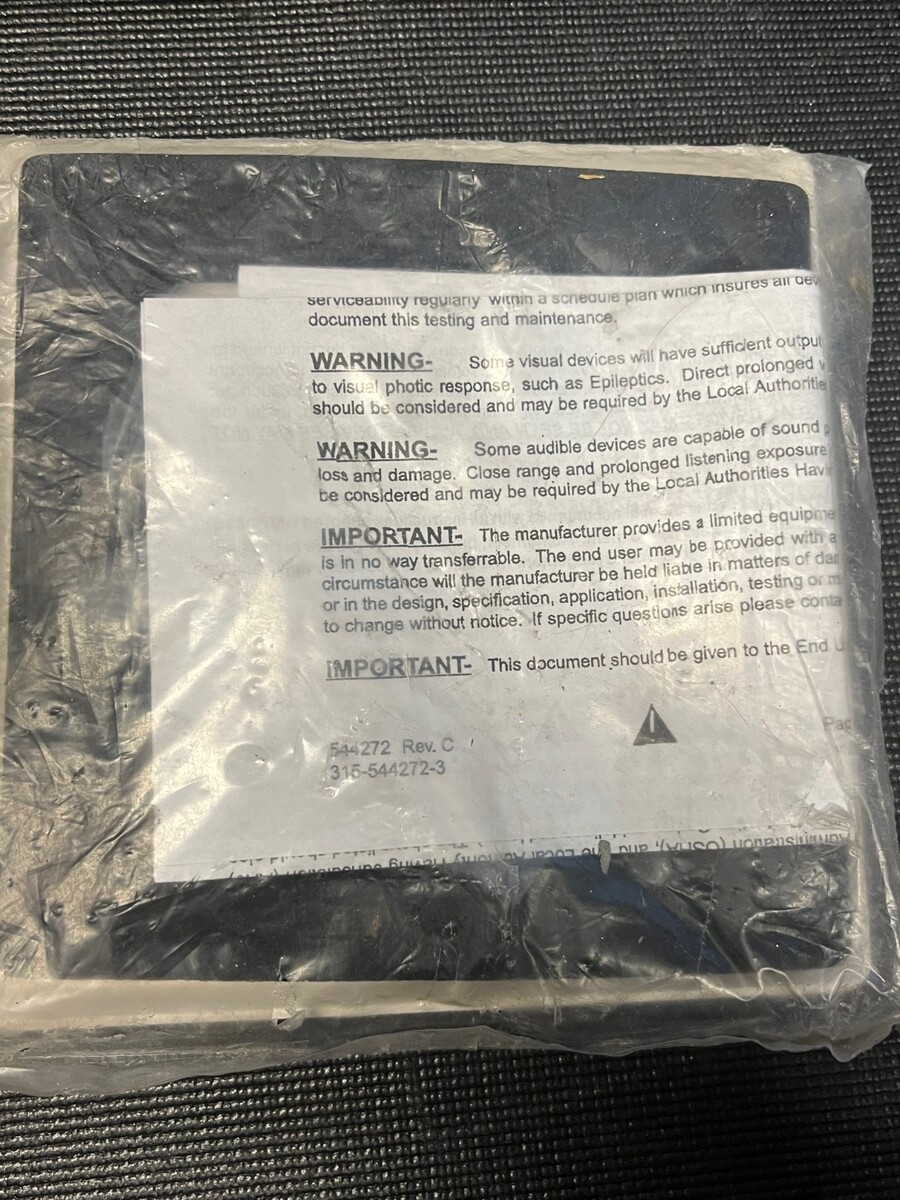 serviceability regularly within a schedule plan which insures all
document this testing and maintenance.
WARNING- Some visual devices will have sufficient
to visual photic response, such as Epileptics. Direct prolonged
should be considered and may be required by the Local
WARNING- Some audible devices are capable of sound
loss and damage. Close range and prolonged listening exposure
be considered and may be required by the Local Authorities
IMPORTANT- The manufacturer provides a limited
is in no way transferrable. The end user may be provided with a
circumstance will the manufacturer be held liable in matters of
or in the design, specification, application, installation, testing or
to change without notice. If specific questions arise please
IMPORTANT- This document should be given to the End
544272 Rev. C
315-544272-3
(OSHA), and the Local Having